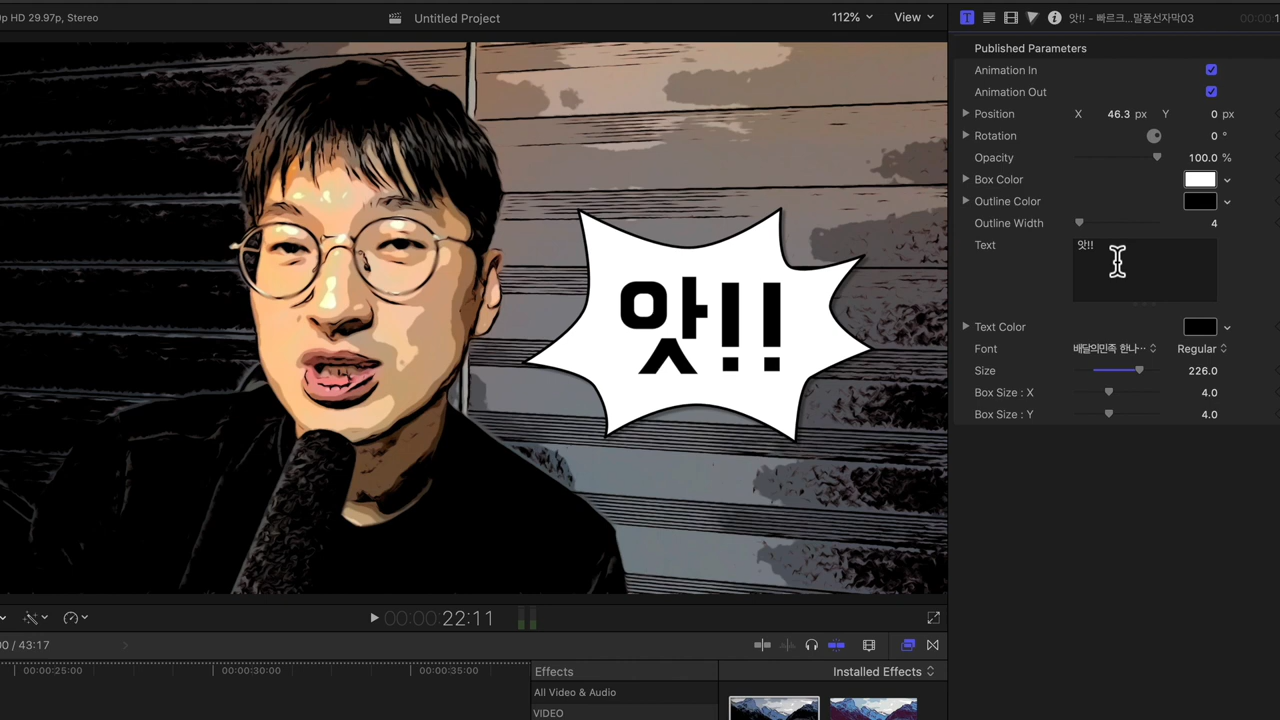 p HD 29.97p, Stereo
Untitled Project
112%
View
앗!! - 빠르크...말풍선자막03
00:00:1
Published Parameters
Animation In
Animation Out
Position X 46.3 px Y 0 px
Rotation 0 °
Opacity 100.0 %
Box Color
Outline Color
Outline Width 4
Text 앗!!
Text Color
Font 배달의민족 한나… Regular
Size 226.0
Box Size : X 4.0
Box Size : Y 4.0
앗!!
00:00:22:11
00 / 43:17
00:00:25:00
00:00:30:00
00:00:35:00
Effects
Installed Effects
All Video & Audio
VIDEO